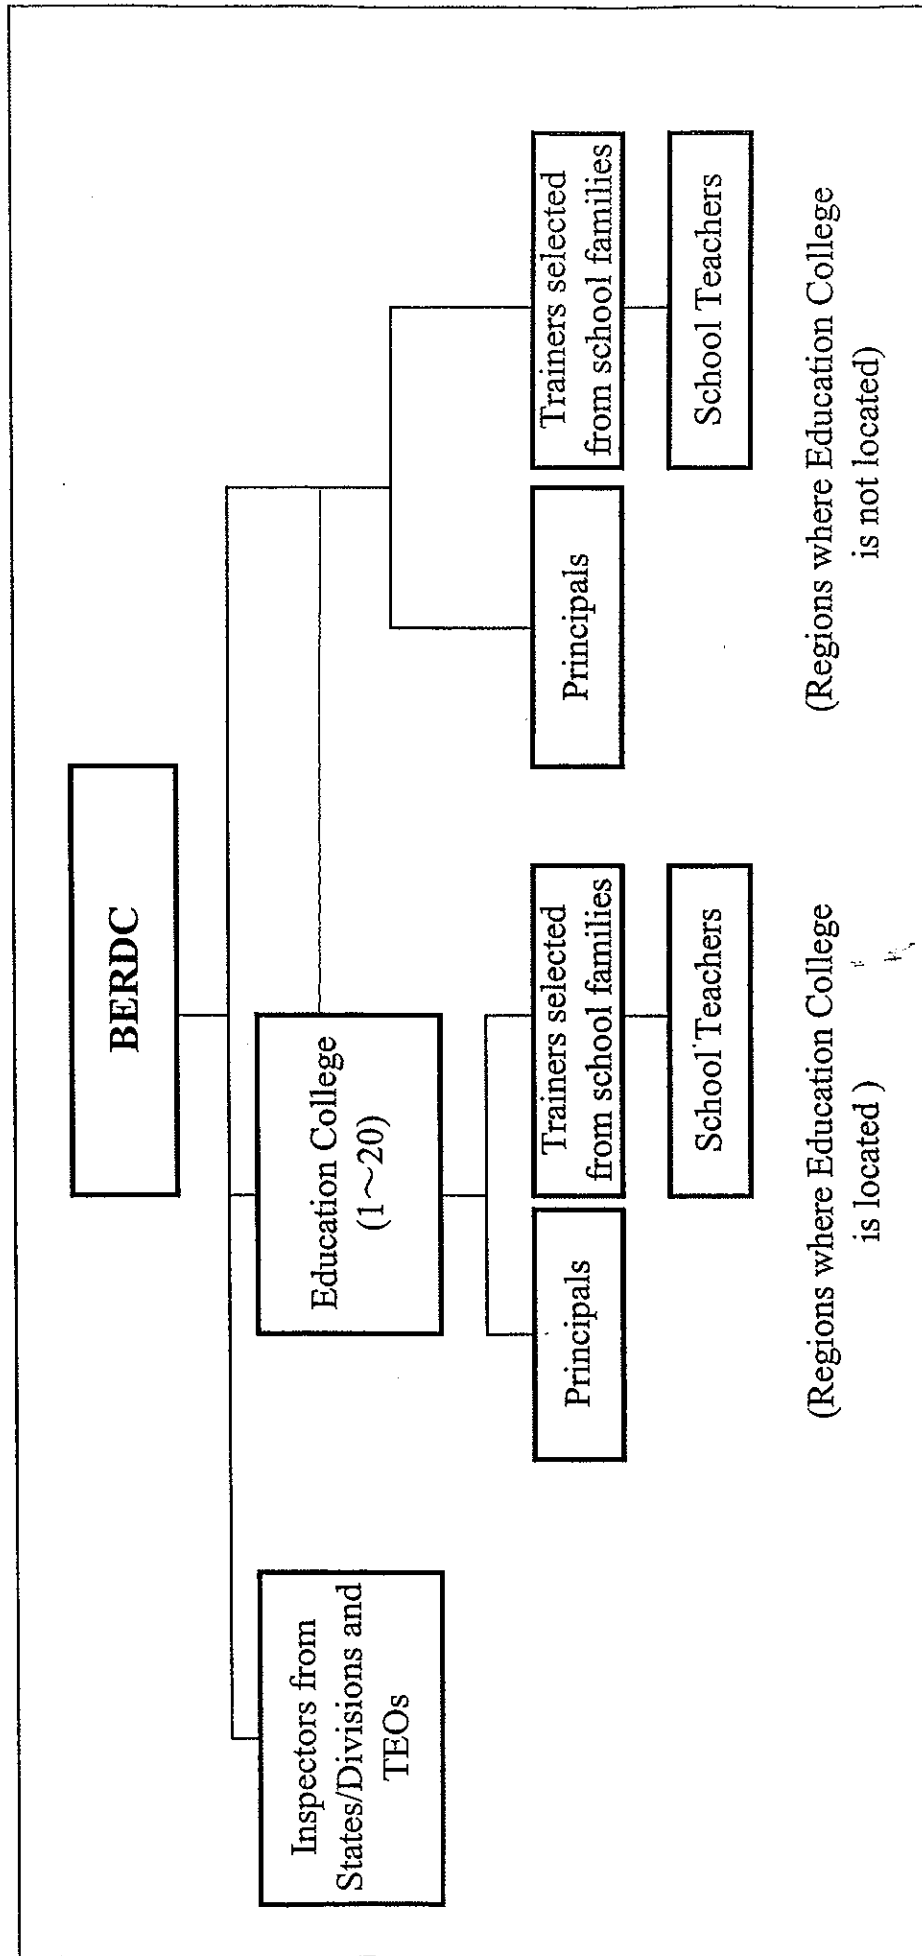 BERDC
Inspectors from
States/Divisions and
TEOs
Education College
(1～20)
Principals
Trainers selected
from school families
School Teachers
(Regions where Education College
is located )
Principals
Trainers selected
from school families
School Teachers
(Regions where Education College
is not located)